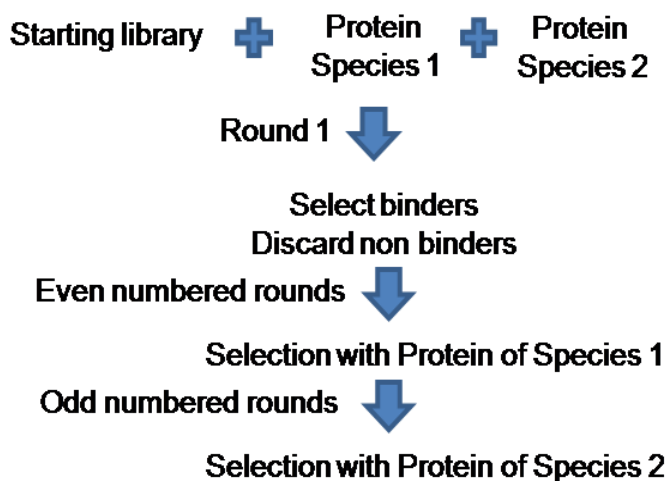 Starting library
Protein
Species 1
Protein
Species 2
Round 1
Select binders
Discard non binders
Even numbered rounds
Selection with Protein of Species 1
Odd numbered rounds
Selection with Protein of Species 2